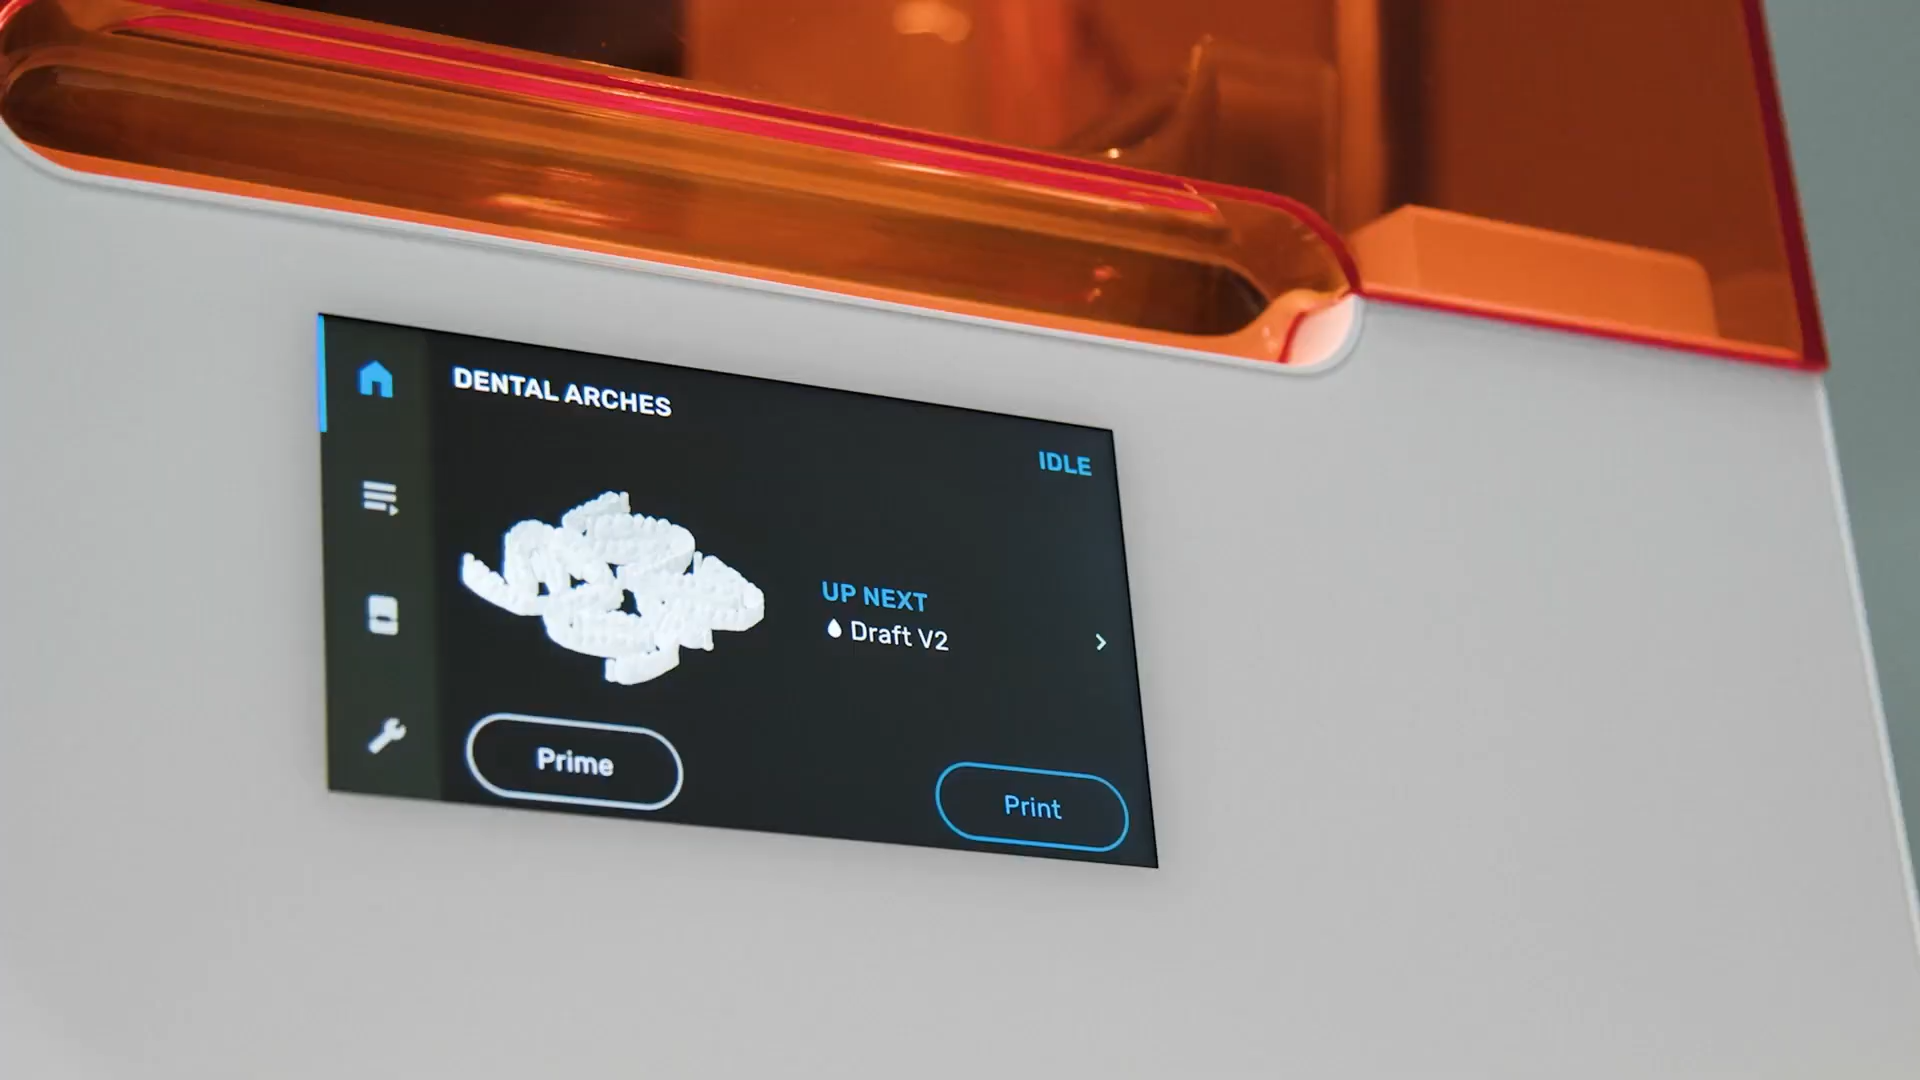 DENTAL ARCHES
IDLE
UP NEXT
Draft V2
Prime
Print